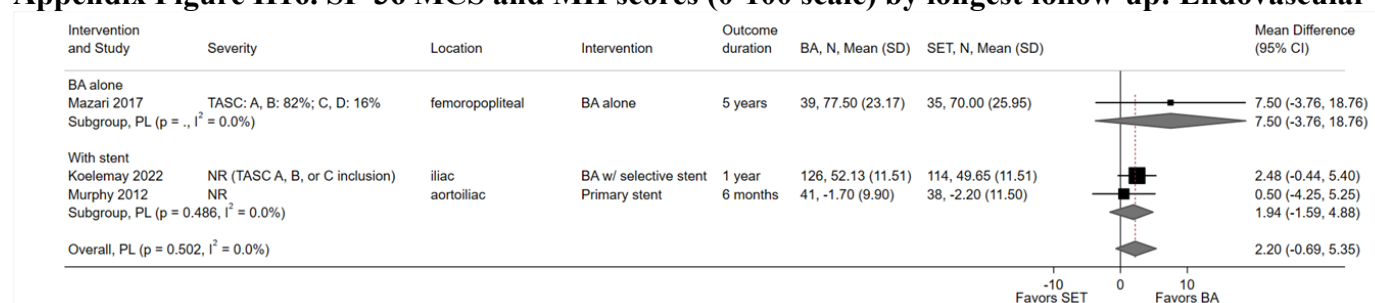 Appendix Figure H16. SF-36 MCS and MH scores (0-100 scale) by longest follow-up: Endovascular
Intervention and Study Severity Location Intervention Outcome duration BA, N, Mean (SD) SET, N, Mean (SD) Mean Difference (95% CI)
BA alone
Mazari 2017 TASC: A, B: 82%; C, D: 16% femoropopliteal BA alone 5 years 39, 77.50 (23.17) 35, 70.00 (25.95) 7.50 (-3.76, 18.76)
Subgroup, PL (p = ., I² = 0.0%) 7.50 (-3.76, 18.76)
With stent
Koelemay 2022 NR (TASC A, B, or C inclusion) iliac BA w/ selective stent 1 year 126, 52.13 (11.51) 114, 49.65 (11.51) 2.48 (-0.44, 5.40)
Murphy 2012 NR aortoiliac Primary stent 6 months 41, -1.70 (9.90) 38, -2.20 (11.50) 0.50 (-4.25, 5.25)
Subgroup, PL (p = 0.486, I² = 0.0%) 1.94 (-1.59, 4.88)
Overall, PL (p = 0.502, I² = 0.0%) 2.20 (-0.69, 5.35)
-10 0 10
Favors SET Favors BA